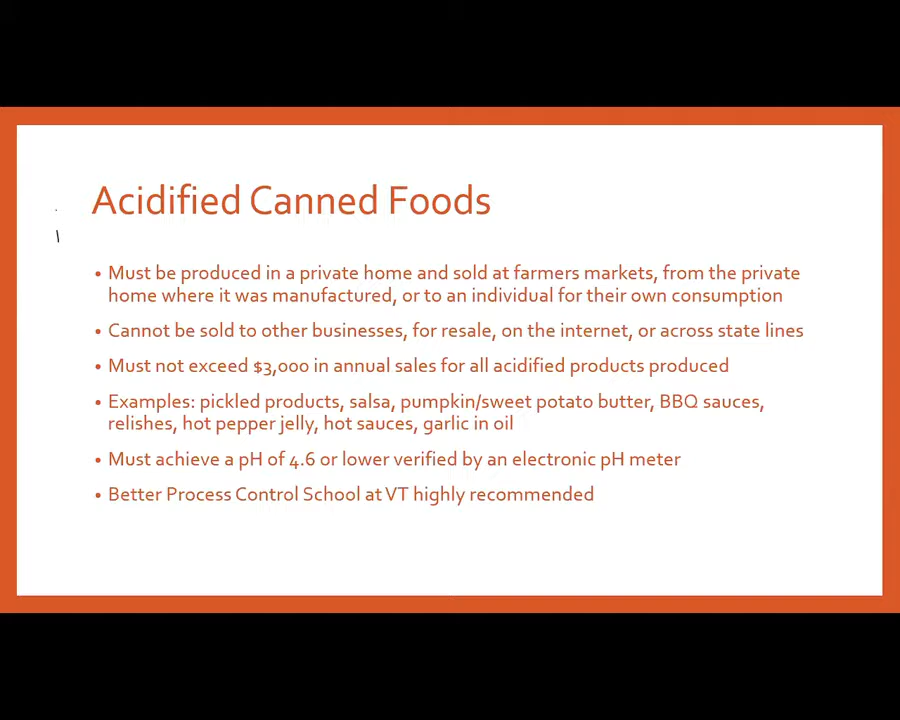 Acidified Canned Foods
• Must be produced in a private home and sold at farmers markets, from the private
home where it was manufactured, or to an individual for their own consumption
• Cannot be sold to other businesses, for resale, on the internet, or across state lines
• Must not exceed $3,000 in annual sales for all acidified products produced
• Examples: pickled products, salsa, pumpkin/sweet potato butter, BBQ sauces,
relishes, hot pepper jelly, hot sauces, garlic in oil
• Must achieve a pH of 4.6 or lower verified by an electronic pH meter
• Better Process Control School at VT highly recommended